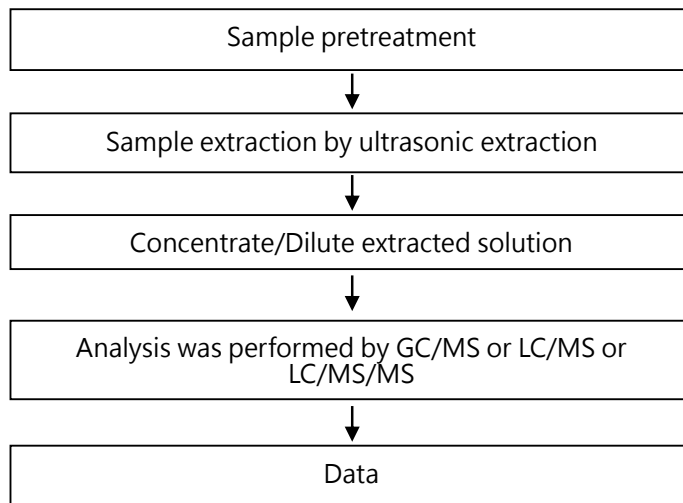 Sample pretreatment
Sample extraction by ultrasonic extraction
Concentrate/Dilute extracted solution
Analysis was performed by GC/MS or LC/MS or
LC/MS/MS
Data